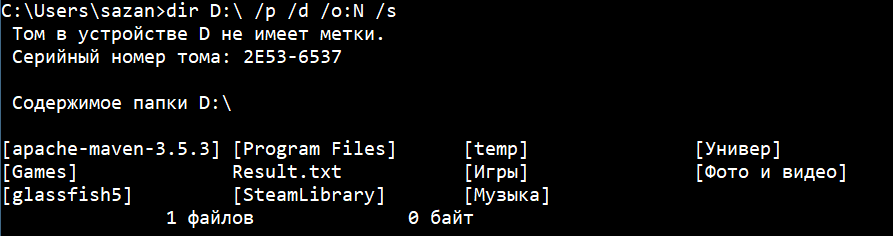 C:\Users\sazan>dir D:\ /p /d /o:N /s
Том в устройстве D не имеет метки.
Серийный номер тома: 2E53-6537
Содержимое папки D:\
[apache-maven-3.5.3] [Program Files] [temp] [Универ]
[Games] Result.txt [Игры] [Фото и видео]
[glassfish5] [SteamLibrary] [Музыка]
1 файлов 0 байт